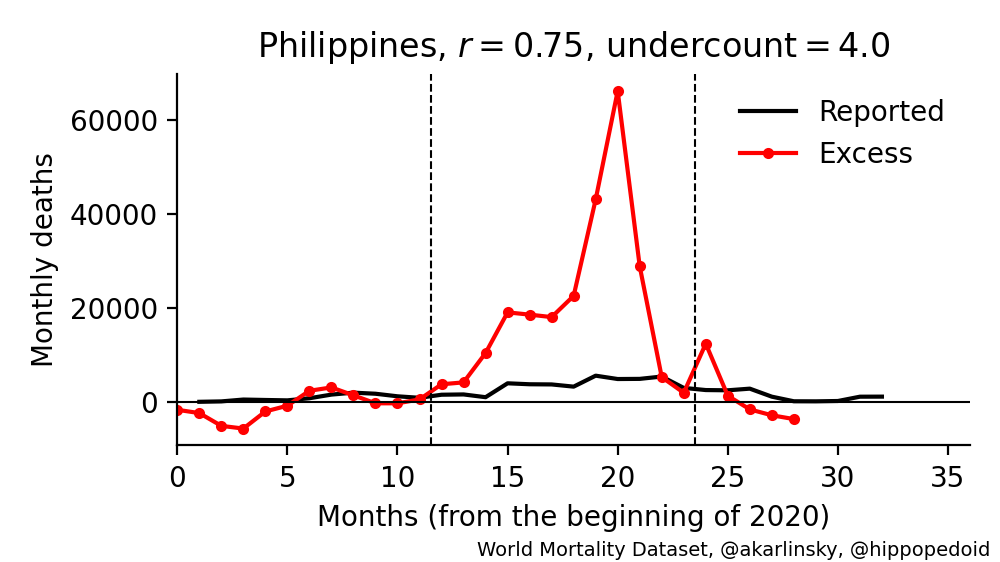 Philippines, r = 0.75, undercount = 4.0
Reported
Excess
60000
40000
20000
0
Monthly deaths
0 5 10 15 20 25 30 35
Months (from the beginning of 2020)
World Mortality Dataset, @akarlinsky, @hippopedoid